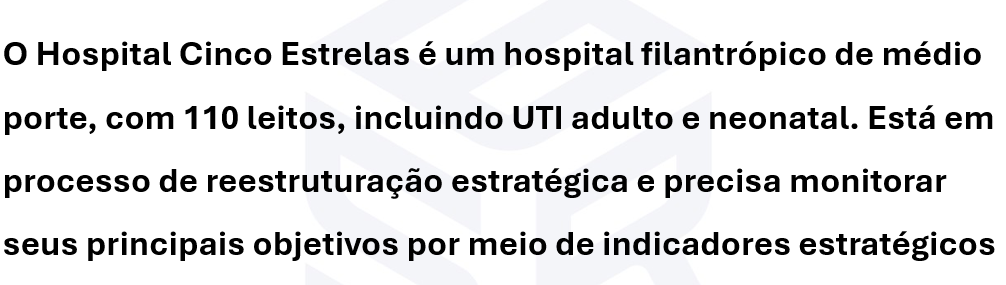 O Hospital Cinco Estrelas é um hospital filantrópico de médio
porte, com 110 leitos, incluindo UTI adulto e neonatal. Está em
processo de reestruturação estratégica e precisa monitorar
seus principais objetivos por meio de indicadores estratégicos